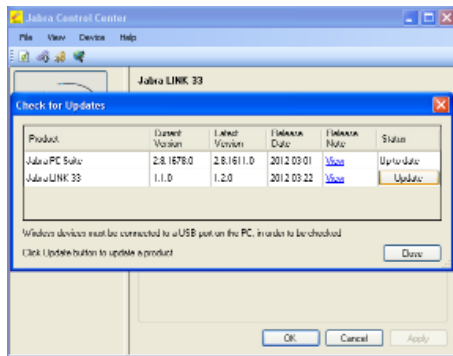 Jabra Control Center
File View Device Help
Jabra LINK 33
Check for Updates
Product Current Version Latest Version Release Date Release Note Status
Jabra PC Suite 2.8.1678.0 2.8.1611.0 2012 03 01 View Up to date
Jabra LINK 33 1.1.0 1.2.0 2012 03 22 View Update
Wireless devices must be connected to a USB port on the PC, in order to be checked
Click Update button to update a product
Close
OK Cancel Apply